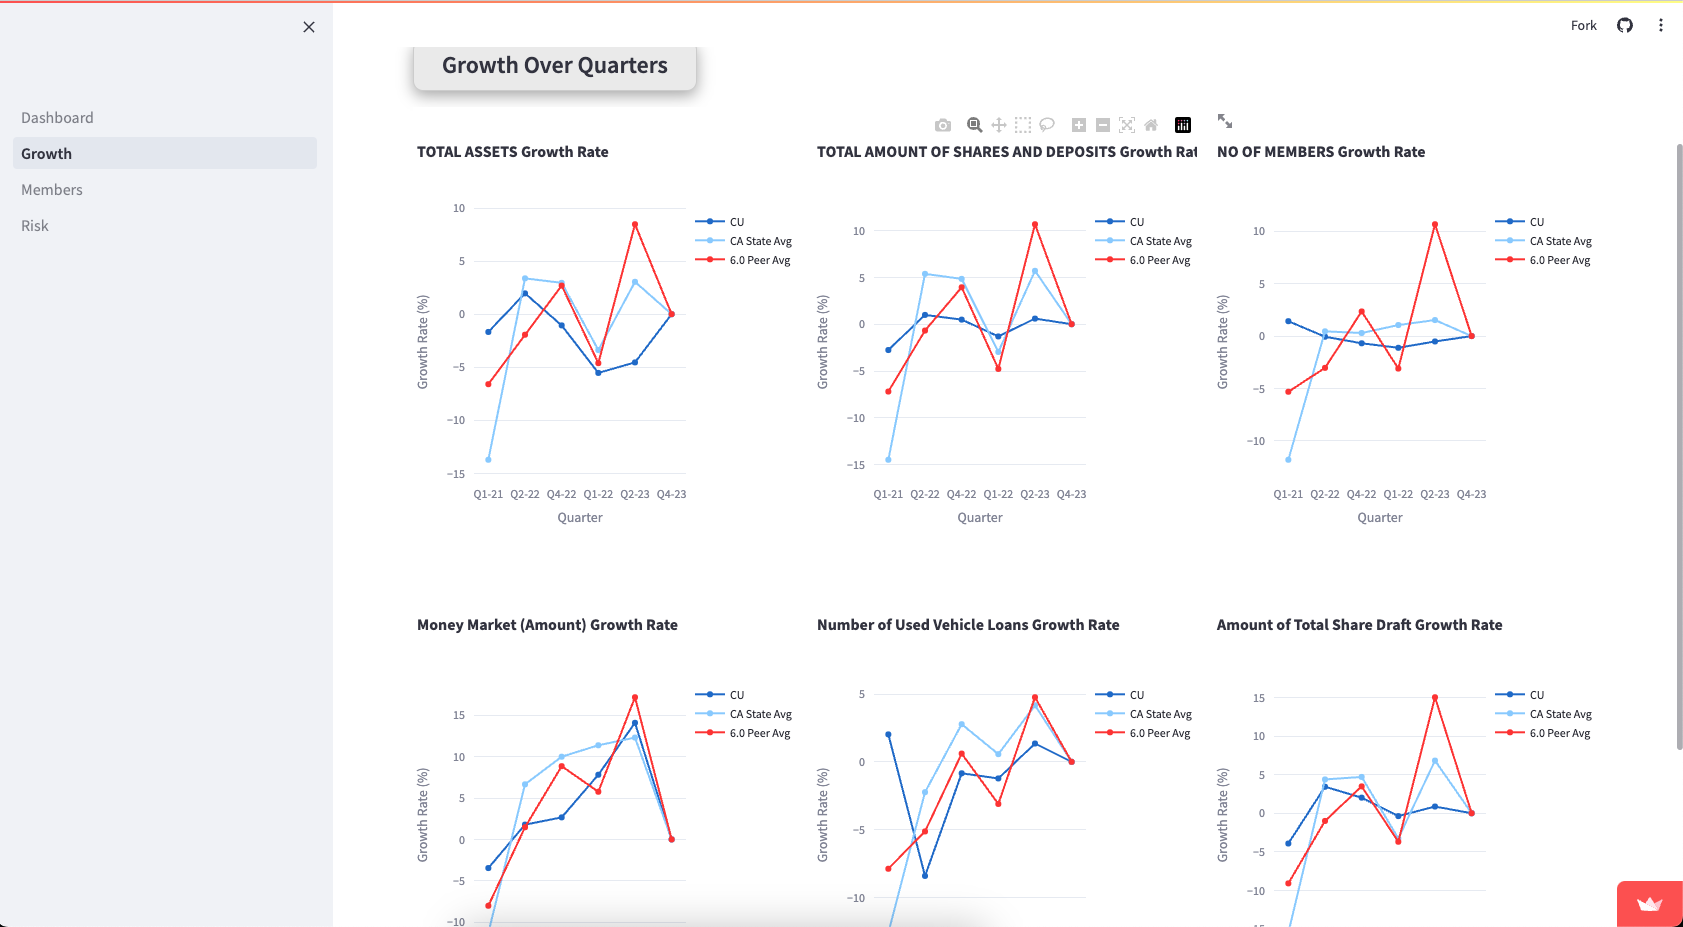 Fork
Dashboard
Growth
Members
Risk
Growth Over Quarters
TOTAL ASSETS Growth Rate
10
5
0
−5
−10
−15
Growth Rate (%)
Q1-21 Q2-22 Q4-22 Q1-22 Q2-23 Q4-23
Quarter
CU
CA State Avg
6.0 Peer Avg
TOTAL AMOUNT OF SHARES AND DEPOSITS Growth Rat
10
5
0
−5
−10
−15
Growth Rate (%)
Q1-21 Q2-22 Q4-22 Q1-22 Q2-23 Q4-23
Quarter
CU
CA State Avg
6.0 Peer Avg
NO OF MEMBERS Growth Rate
10
5
0
−5
−10
Growth Rate (%)
Q1-21 Q2-22 Q4-22 Q1-22 Q2-23 Q4-23
Quarter
CU
CA State Avg
6.0 Peer Avg
Money Market (Amount) Growth Rate
15
10
5
0
−5
−10
Growth Rate (%)
CU
CA State Avg
6.0 Peer Avg
Number of Used Vehicle Loans Growth Rate
5
0
−5
−10
Growth Rate (%)
CU
CA State Avg
6.0 Peer Avg
Amount of Total Share Draft Growth Rate
15
10
5
0
−5
−10
Growth Rate (%)
CU
CA State Avg
6.0 Peer Avg